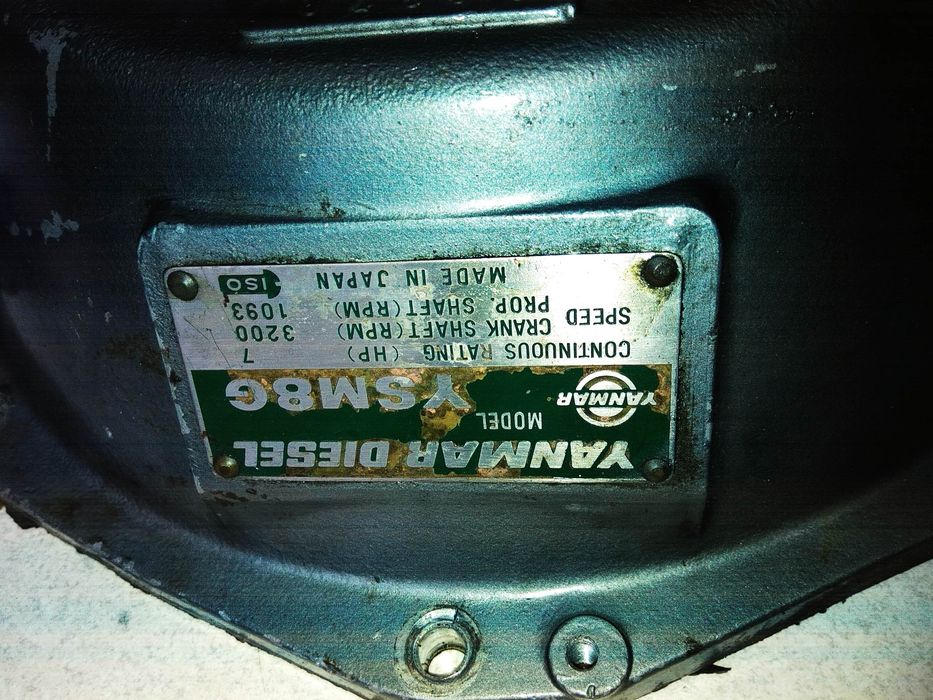 YANMAR DIESEL
MODEL
YANMAR YSM8G
CONTINUOUS RATING (HP) 7
SPEED CRANK SHAFT (RPM) 3200
PROP. SHAFT (RPM) 1093
MADE IN JAPAN ISO